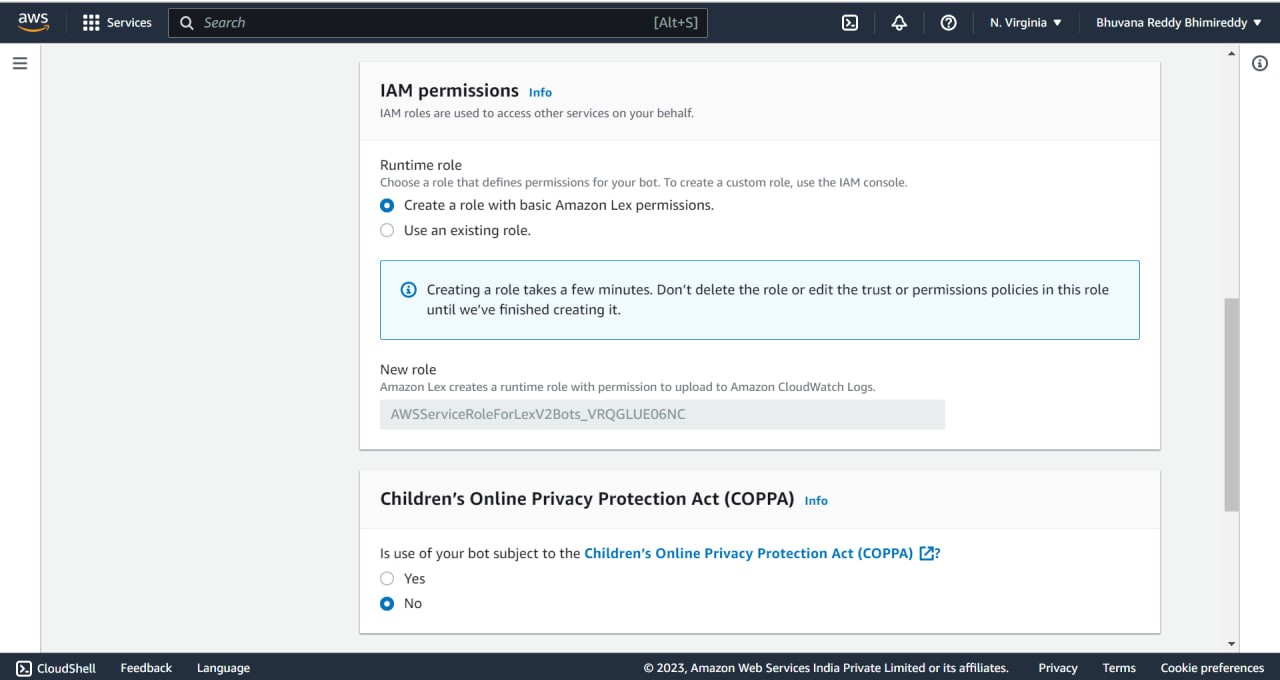 aws
Services
Search
[Alt+S]
N. Virginia
Bhuvana Reddy Bhimireddy
IAM permissions Info
IAM roles are used to access other services on your behalf.
Runtime role
Choose a role that defines permissions for your bot. To create a custom role, use the IAM console.
Create a role with basic Amazon Lex permissions.
Use an existing role.
Creating a role takes a few minutes. Don’t delete the role or edit the trust or permissions policies in this role
until we’ve finished creating it.
New role
Amazon Lex creates a runtime role with permission to upload to Amazon CloudWatch Logs.
AWSServiceRoleForLexV2Bots_VRQGLUE06NC
Children’s Online Privacy Protection Act (COPPA) Info
Is use of your bot subject to the Children’s Online Privacy Protection Act (COPPA) ?
Yes
No
CloudShell
Feedback
Language
© 2023, Amazon Web Services India Private Limited or its affiliates.
Privacy
Terms
Cookie preferences